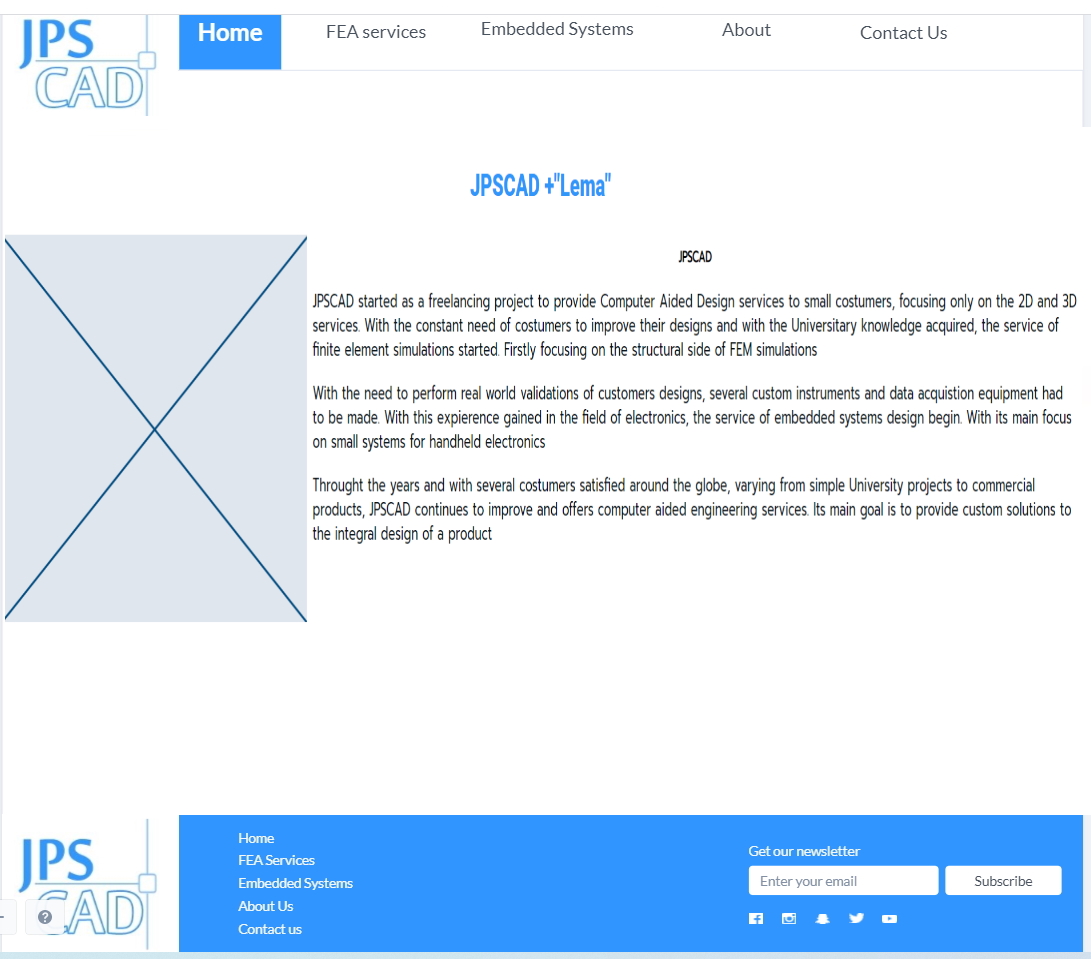 JPS
CAD
Home
FEA services
Embedded Systems
About
Contact Us
JPSCAD +"Lema"
JPSCAD
JPSCAD started as a freelancing project to provide Computer Aided Design services to small costumers, focusing only on the 2D and 3D
services. With the constant need of costumers to improve their designs and with the Universitary knowledge acquired, the service of
finite element simulations started. Firstly focusing on the structural side of FEM simulations
With the need to perform real world validations of customers designs, several custom instruments and data acquistion equipment had
to be made. With this expierence gained in the field of electronics, the service of embedded systems design begin. With its main focus
on small systems for handheld electronics
Throught the years and with several costumers satisfied around the globe, varying from simple University projects to commercial
products, JPSCAD continues to improve and offers computer aided engineering services. Its main goal is to provide custom solutions to
the integral design of a product
JPS
CAD
?
Home
FEA Services
Embedded Systems
About Us
Contact us
Get our newsletter
Enter your email
Subscribe